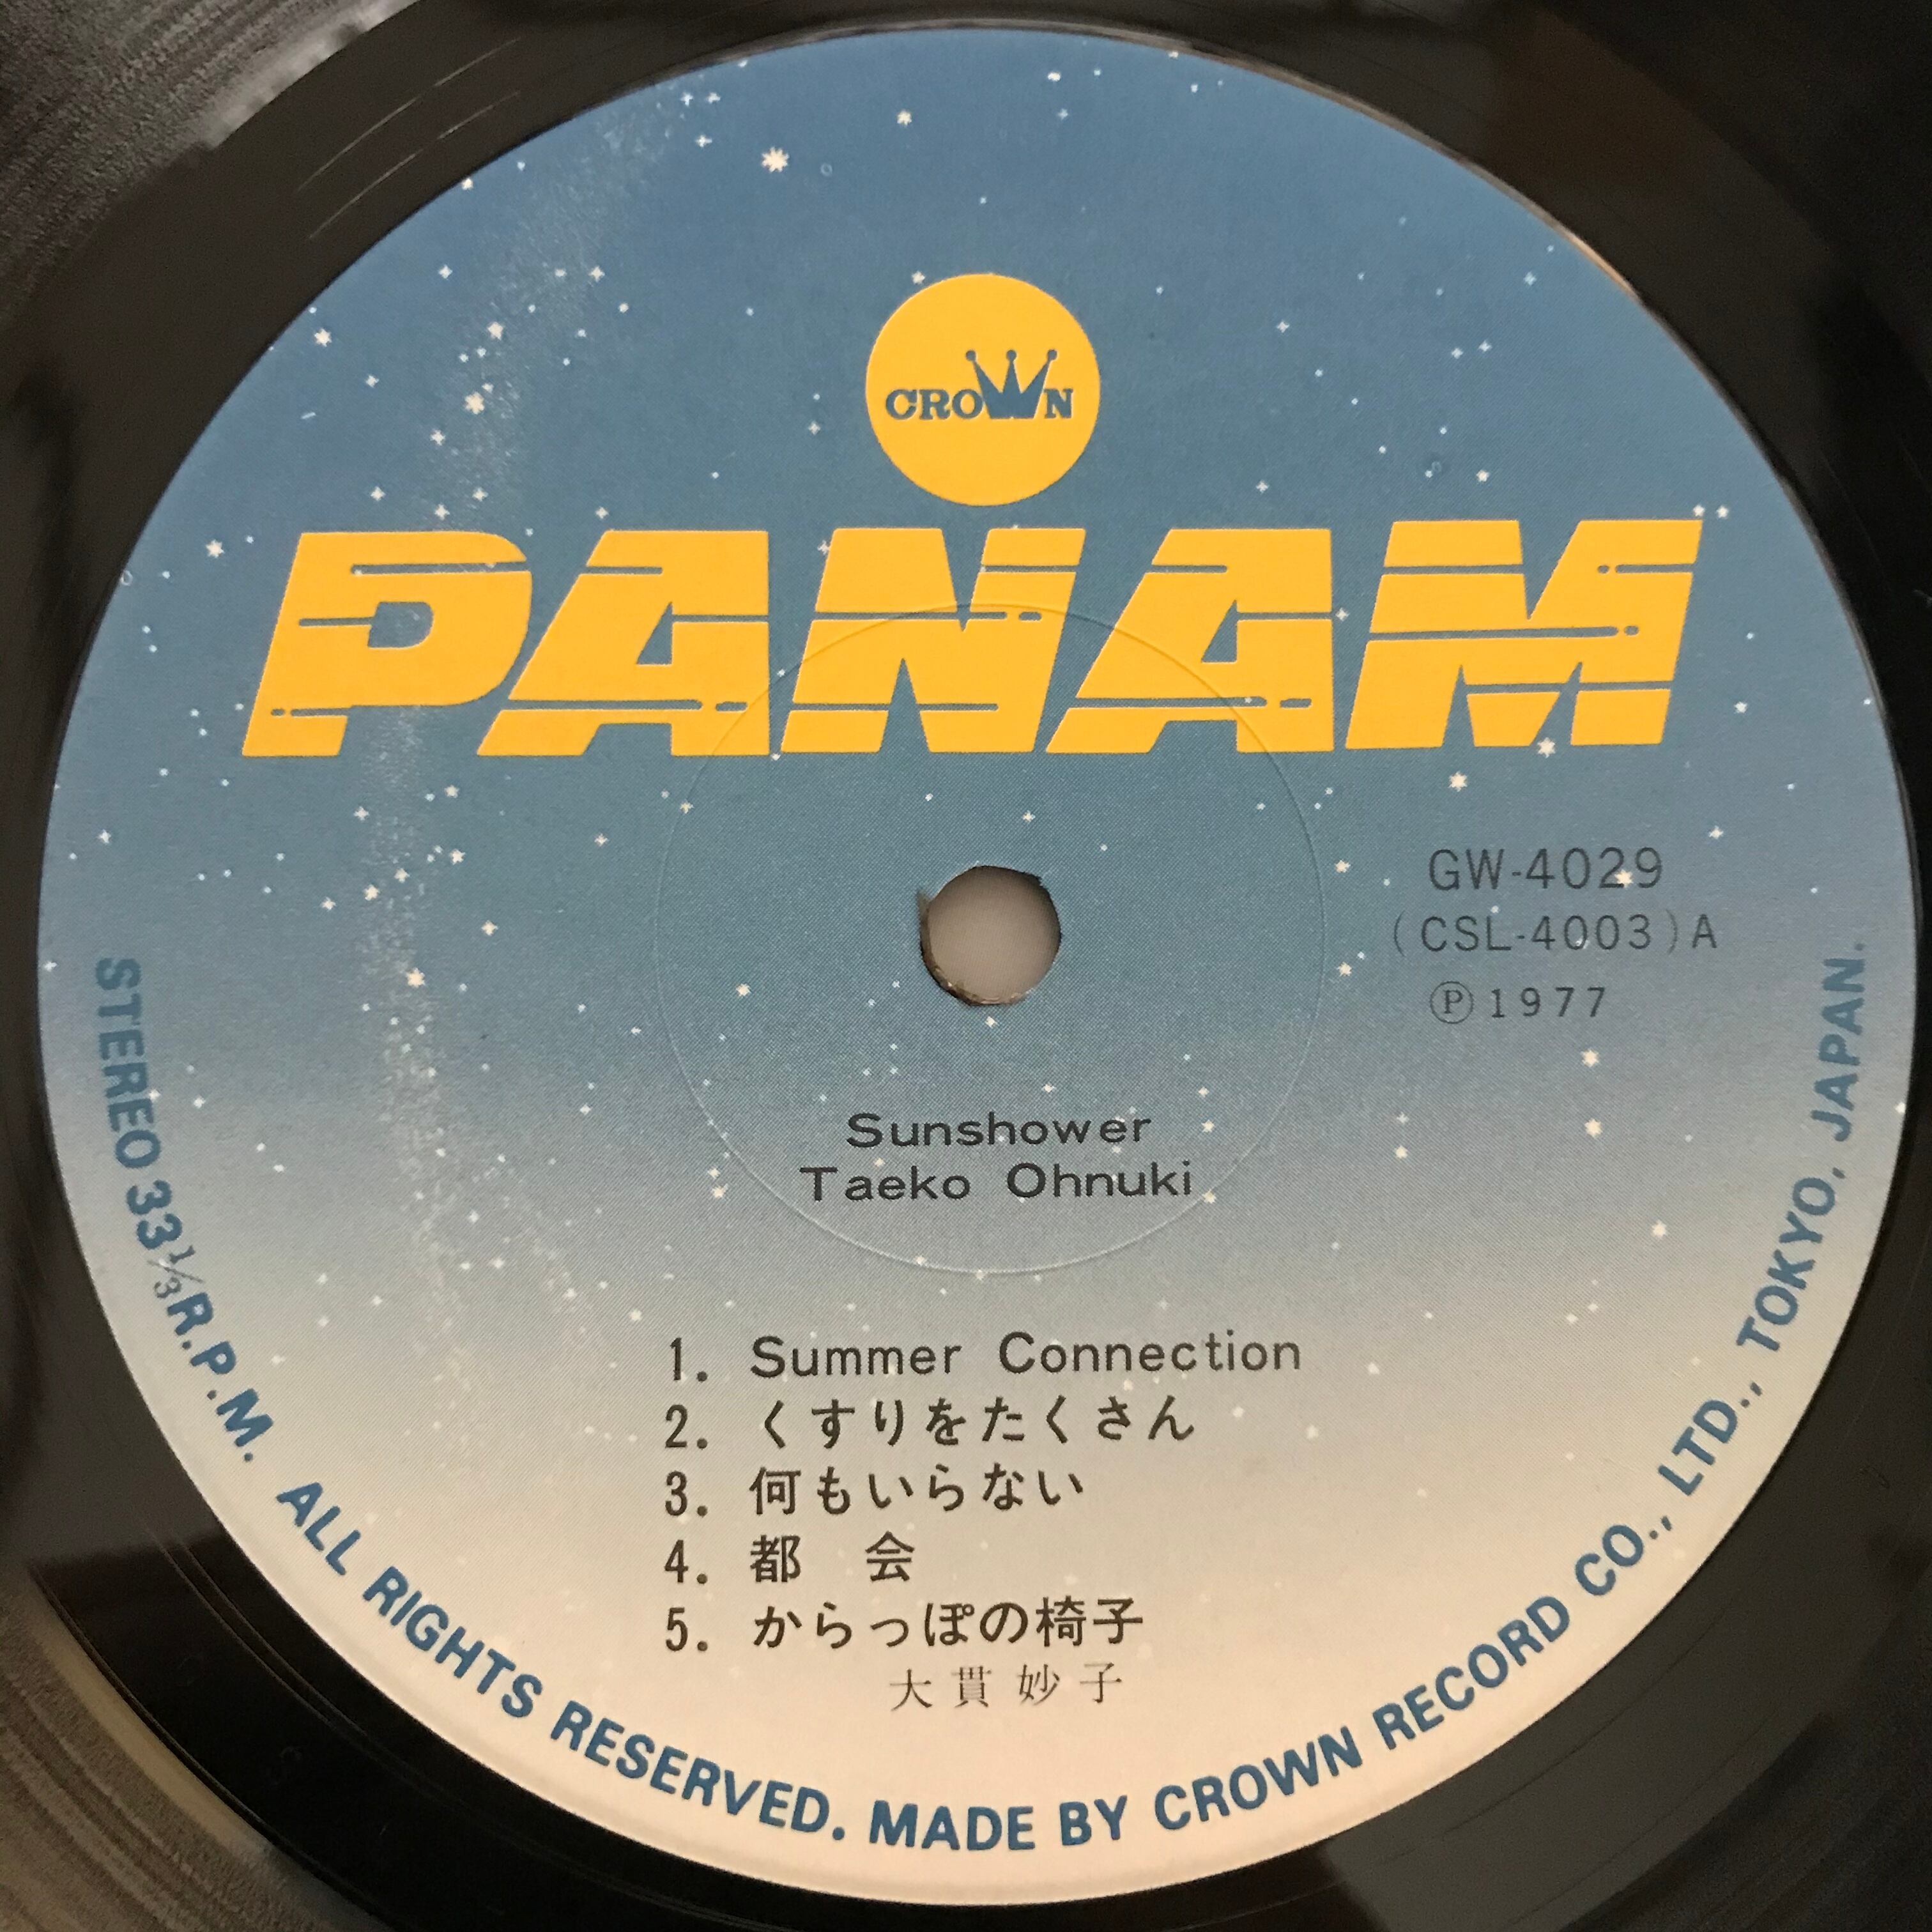 CROWN
PANAM
GW-4029
(CSL-4003)A
Ⓟ1977
Sunshower
Taeko Ohnuki
1. Summer Connection
2. くすりをたくさん
3. 何もいらない
4. 都 会
5. からっぽの椅子
大貫妙子
STEREO 33⅓R.P.M. ALL RIGHTS RESERVED. MADE BY CROWN RECORD CO., LTD., TOKYO, JAPAN.